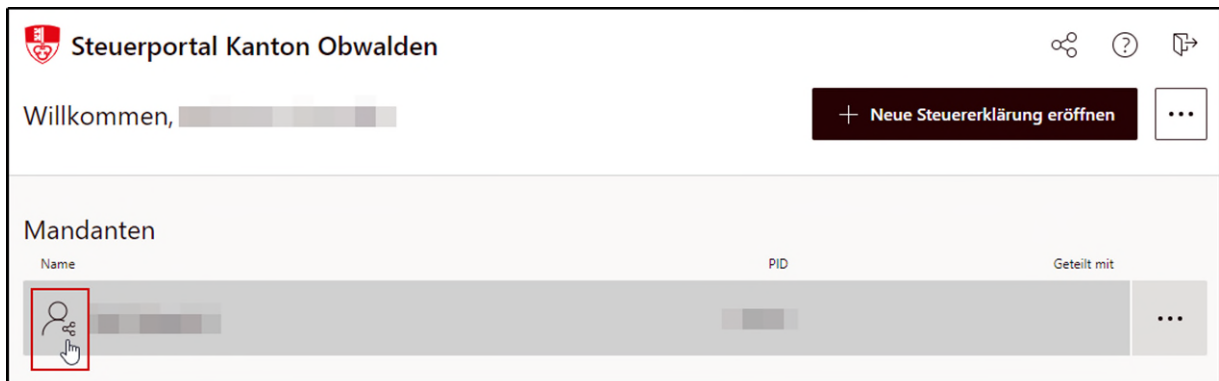 Steuerportal Kanton Obwalden
Willkommen,
Neue Steuererklärung eröffnen
Mandanten
Name PID Geteilt mit